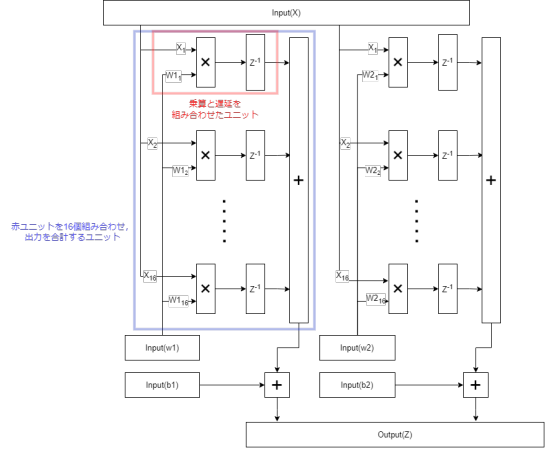 Input(X)
X1
W11
×
Z-1
X1
W21
×
Z-1
乗算と遅延を
組み合わせたユニット
X2
W12
×
Z-1
+
X2
W22
×
Z-1
+
赤ユニットを16個組み合わせ,
出力を合計するユニット
X16
W116
×
Z-1
X16
W216
×
Z-1
Input(w1)
Input(w2)
Input(b1)
+
Input(b2)
+
Output(Z)